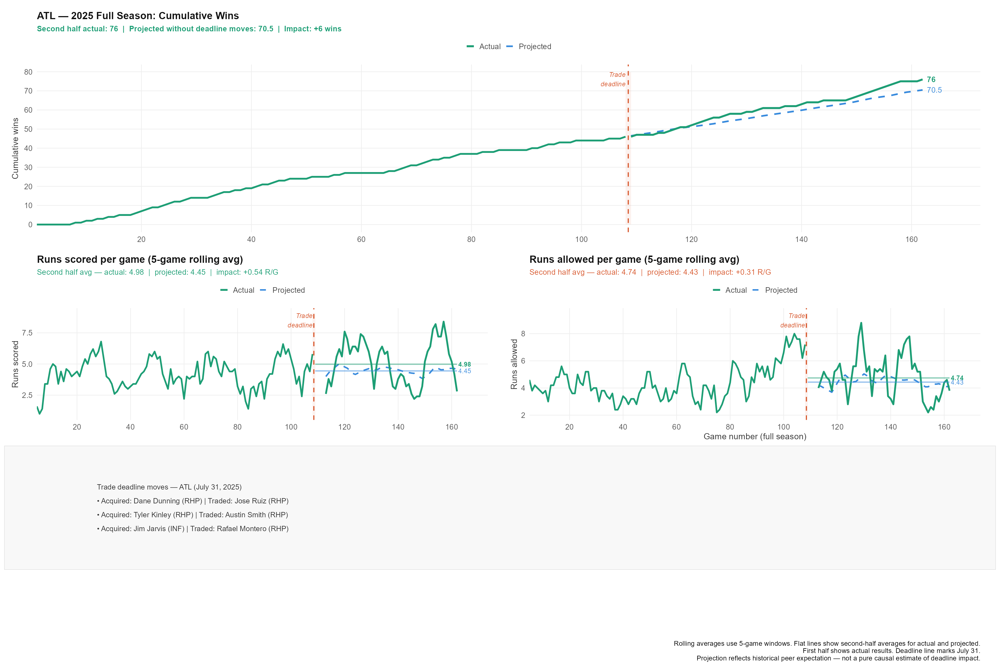 ATL — 2025 Full Season: Cumulative Wins
Second half actual: 76 | Projected without deadline moves: 70.5 | Impact: +6 wins
Actual Projected
Cumulative wins
80
70
60
50
40
30
20
10
0
Trade
deadline
76
70.5
20 40 60 80 100 120 140 160
Runs scored per game (5-game rolling avg)
Second half avg — actual: 4.98 | projected: 4.45 | impact: +0.54 R/G
Actual Projected
Runs scored
7.5
5.0
2.5
Trade
deadline
4.98
4.45
20 40 60 80 100 120 140 160
Runs allowed per game (5-game rolling avg)
Second half avg — actual: 4.74 | projected: 4.43 | impact: +0.31 R/G
Actual Projected
Runs allowed
8
6
4
2
Trade
deadline
4.74
4.43
20 40 60 80 100 120 140 160
Game number (full season)
Trade deadline moves — ATL (July 31, 2025)
• Acquired: Dane Dunning (RHP) | Traded: Jose Ruiz (RHP)
• Acquired: Tyler Kinley (RHP) | Traded: Austin Smith (RHP)
• Acquired: Jim Jarvis (INF) | Traded: Rafael Montero (RHP)
Rolling averages use 5-game windows. Flat lines show second-half averages for actual and projected.
First half shows actual results. Deadline line marks July 31.
Projection reflects historical peer expectation — not a pure causal estimate of deadline impact.